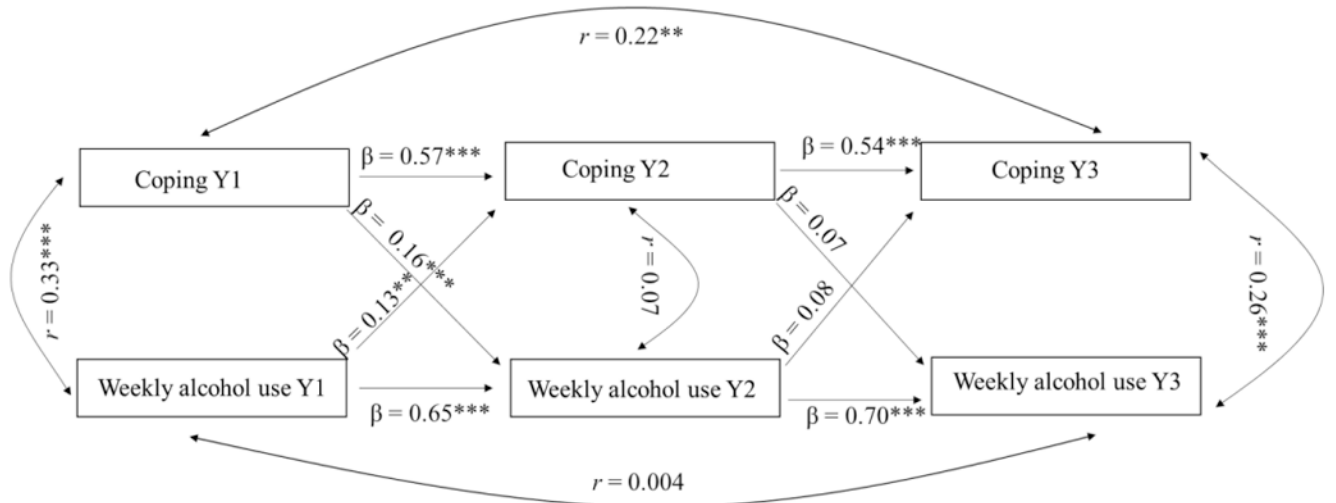 r = 0.22**
β = 0.57***
β = 0.54***
Coping Y1
Coping Y2
Coping Y3
β = 0.16***
β = 0.07
r = 0.33***
r = 0.07
r = 0.26***
β = 0.13**
β = 0.08
Weekly alcohol use Y1
Weekly alcohol use Y2
Weekly alcohol use Y3
β = 0.65***
β = 0.70***
r = 0.004